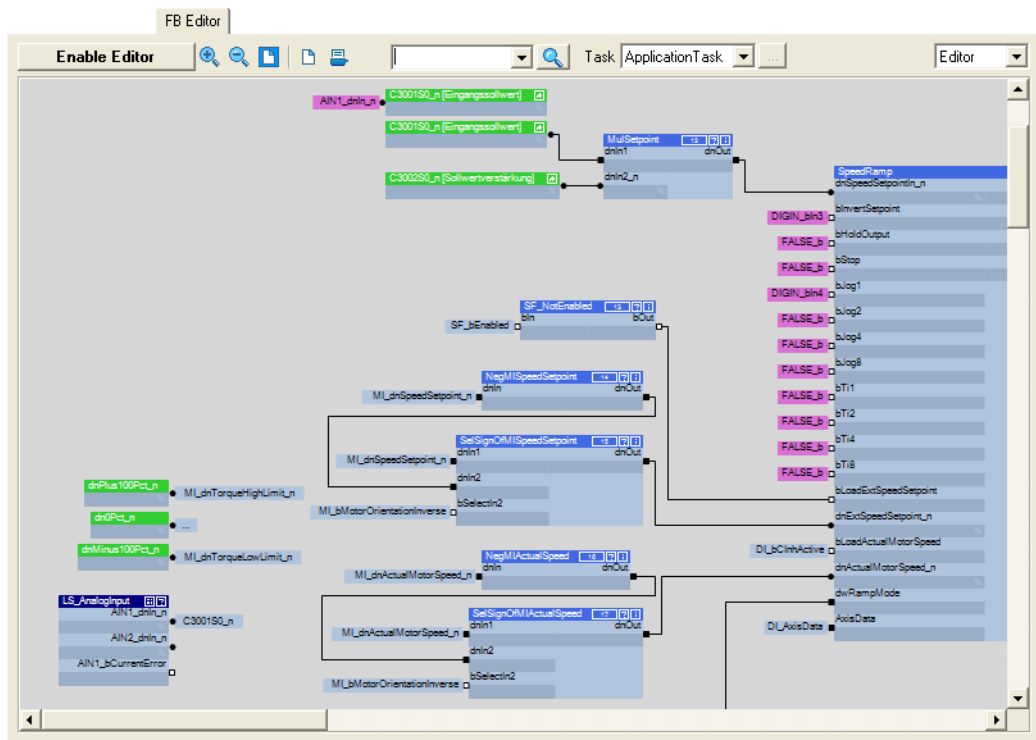 FB Editor
Enable Editor
Task
ApplicationTask
...
Editor
AIN1_dnIn_n
C3001S0_n [Eingangssollwert]
C3001S0_n [Eingangssollwert]
C3002S0_n [Sollwertverstärkung]
MulSetpoint
12
dnIn1
dnOut
dnIn2_n
SpeedRamp
dnSpeedSetpointIn_n
DIGIN_bIn3
bInvertSetpoint
FALSE_b
bHoldOutput
FALSE_b
bStop
DIGIN_bIn4
bJog1
FALSE_b
bJog2
FALSE_b
bJog4
FALSE_b
bJog8
FALSE_b
bTi1
FALSE_b
bTi2
FALSE_b
bTi4
FALSE_b
bTi8
bLoadExtSpeedSetpoint
dnExtSpeedSetpoint_n
DI_bCInhActive
bLoadActualMotorSpeed
dnActualMotorSpeed_n
dwRampMode
DI_AxisData
AxisData
SF_NotEnabled
13
SF_bEnabled
bIn
bOut
NegMISpeedSetpoint
14
MI_dnSpeedSetpoint_n
dnIn
dnOut
SelSignOfMISpeedSetpoint
15
MI_dnSpeedSetpoint_n
dnIn1
dnOut
dnIn2
MI_bMotorOrientationInverse
bSelectIn2
dnPlus100Pct_n
MI_dnTorqueHighLimit_n
dn0Pct_n
...
dnMinus100Pct_n
MI_dnTorqueLowLimit_n
NegMIActualSpeed
16
MI_dnActualMotorSpeed_n
dnIn
dnOut
SelSignOfMIActualSpeed
17
MI_dnActualMotorSpeed_n
dnIn1
dnOut
dnIn2
MI_bMotorOrientationInverse
bSelectIn2
LS_AnalogInput
AIN1_dnIn_n
C3001S0_n
AIN2_dnIn_n
AIN1_bCurrentError